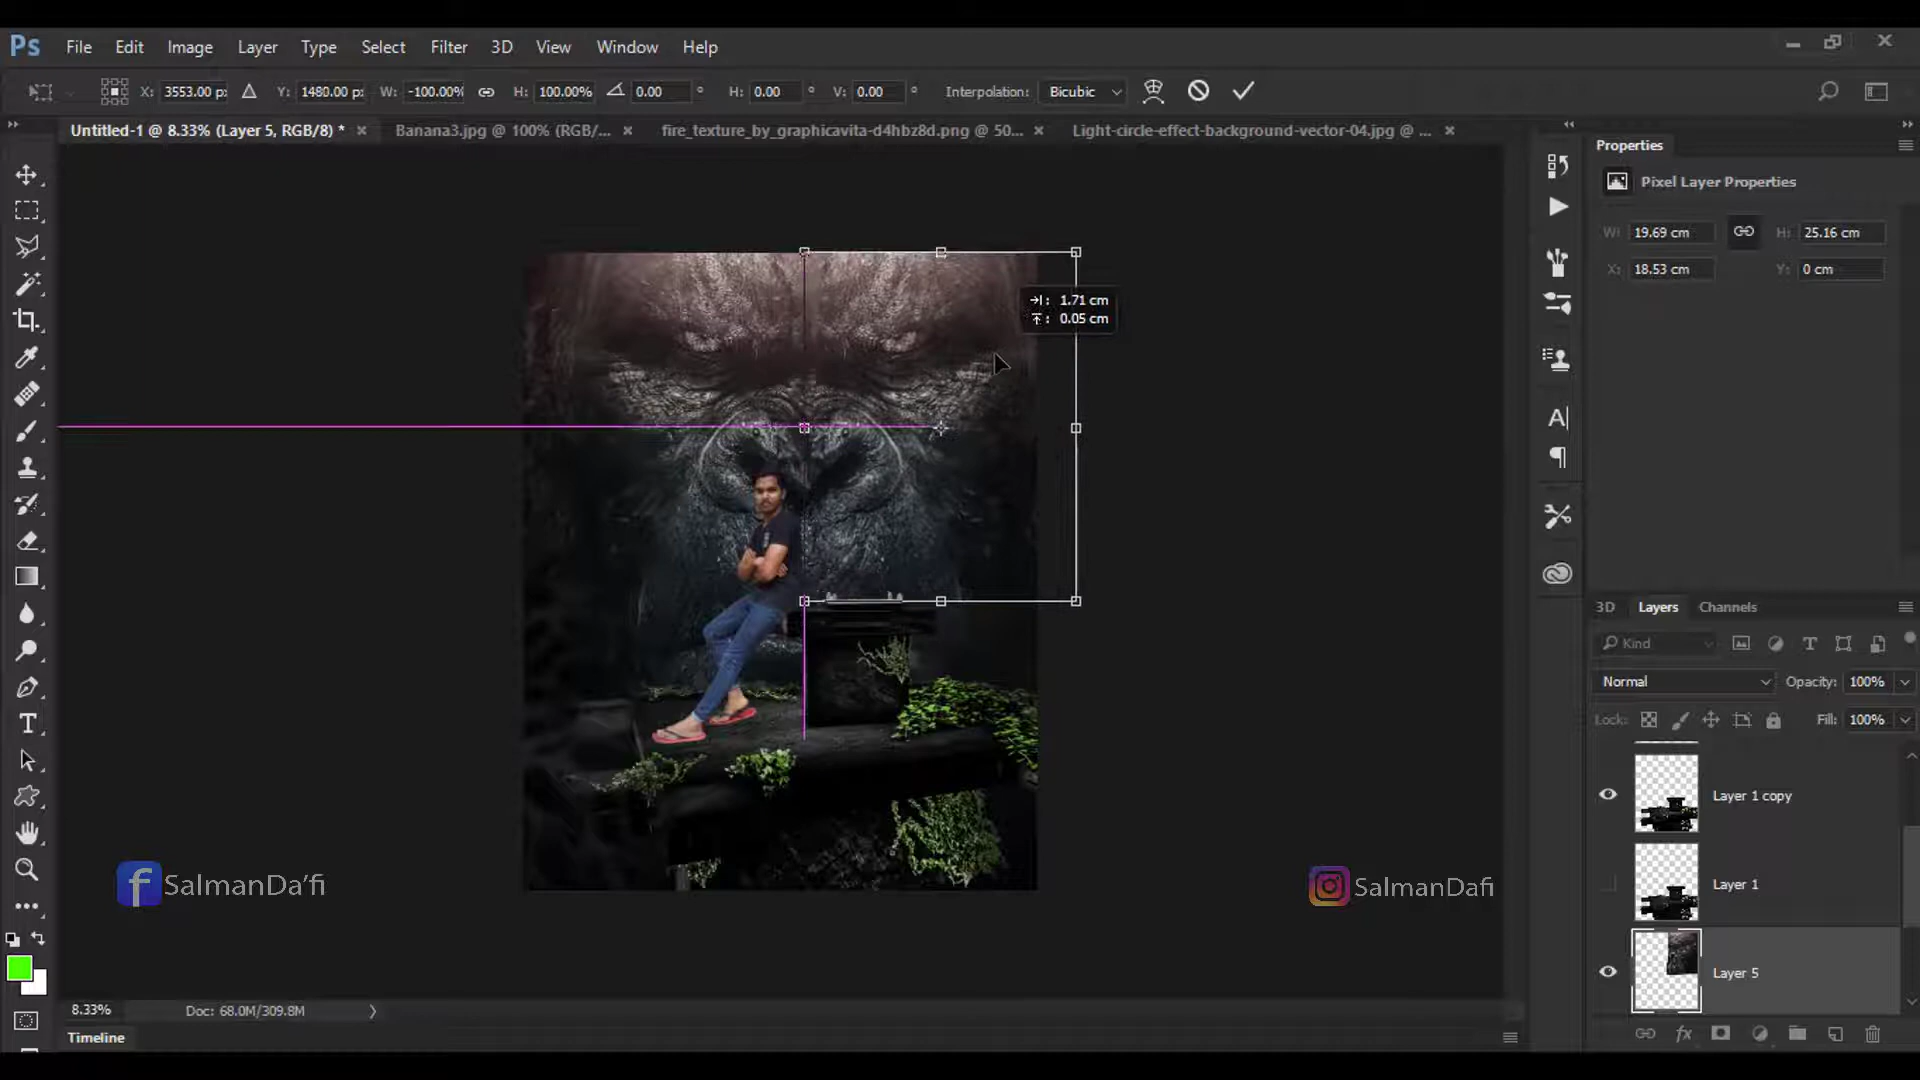 Ps File Edit Image Layer Type Select Filter 3D View Window Help
X: 3553.00 px Y: 1480.00 px W: -100.00% H: 100.00% 0.00 ° H: 0.00 ° V: 0.00 ° Interpolation: Bicubic
Untitled-1 @ 8.33% (Layer 5, RGB/8) * Banana3.jpg @ 100% (RGB/... fire_texture_by_graphicavita-d4hbz8d.png @ 50... Light-circle-effect-background-vector-04.jpg @ ...
Properties
Pixel Layer Properties
W: 19.69 cm H: 25.16 cm
X: 18.53 cm Y: 0 cm
1.71 cm
0.05 cm
3D Layers Channels
Kind
Normal Opacity: 100%
Lock: Fill: 100%
Layer 1 copy
Layer 1
Layer 5
SalmanDa'fi
SalmanDafi
8.33% Doc: 68.0M/309.8M
Timeline